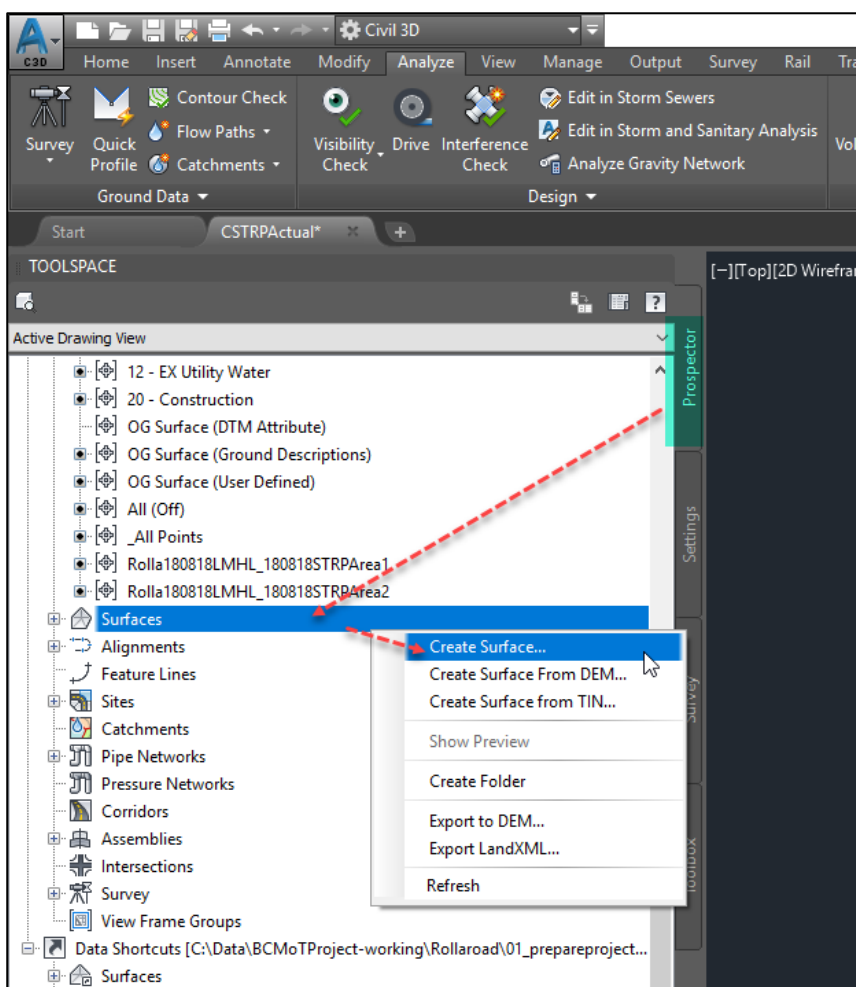 C3D
Civil 3D
Home Insert Annotate Modify Analyze View Manage Output Survey Rail
Survey
Quick Profile
Contour Check
Flow Paths
Catchments
Visibility Check
Drive
Interference Check
Edit in Storm Sewers
Edit in Storm and Sanitary Analysis
Analyze Gravity Network
Ground Data
Design
Start
CSTRPActual*
TOOLSPACE
[−][Top][2D Wirefra
?
Active Drawing View
Prospector
12 - EX Utility Water
20 - Construction
OG Surface (DTM Attribute)
OG Surface (Ground Descriptions)
OG Surface (User Defined)
All (Off)
_All Points
Rolla180818LMHL_180818STRPArea1
Rolla180818LMHL_180818STRPArea2
Settings
Surfaces
Alignments
Feature Lines
Sites
Catchments
Pipe Networks
Pressure Networks
Corridors
Assemblies
Intersections
Survey
View Frame Groups
Data Shortcuts [C:\Data\BCMoTProject-working\Rollaroad\01_prepareproject...
Surfaces
Create Surface...
Create Surface From DEM...
Create Surface from TIN...
Show Preview
Create Folder
Export to DEM...
Export LandXML...
Refresh